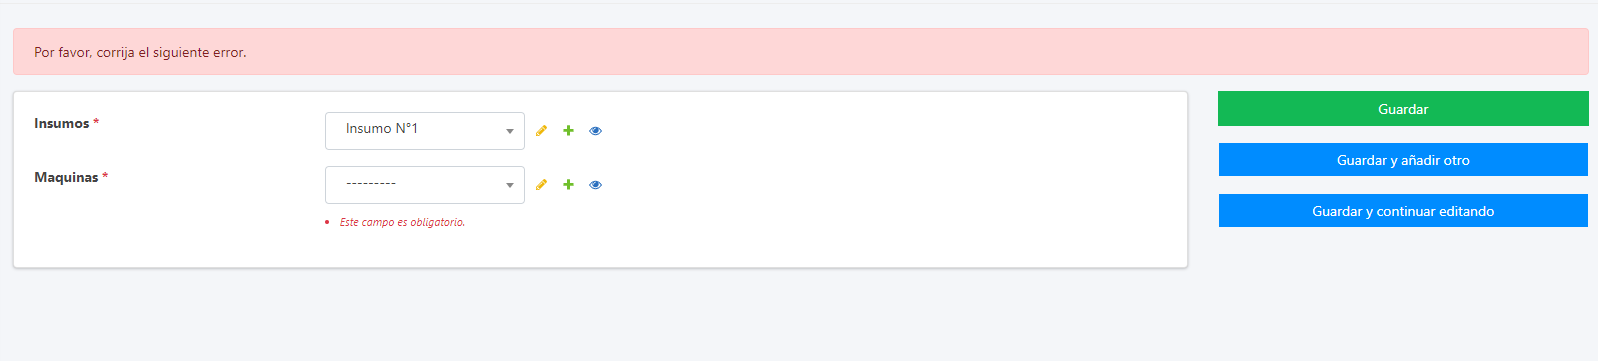 Por favor, corrija el siguiente error.
Insumos *
Insumo N°1
Maquinas *
---------
Este campo es obligatorio.
Guardar
Guardar y añadir otro
Guardar y continuar editando